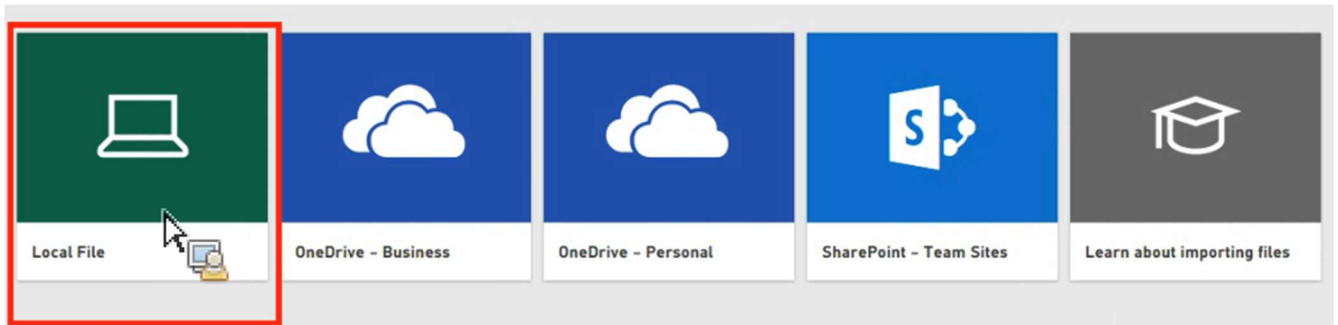 Local File
OneDrive – Business
OneDrive – Personal
S
SharePoint – Team Sites
Learn about importing files